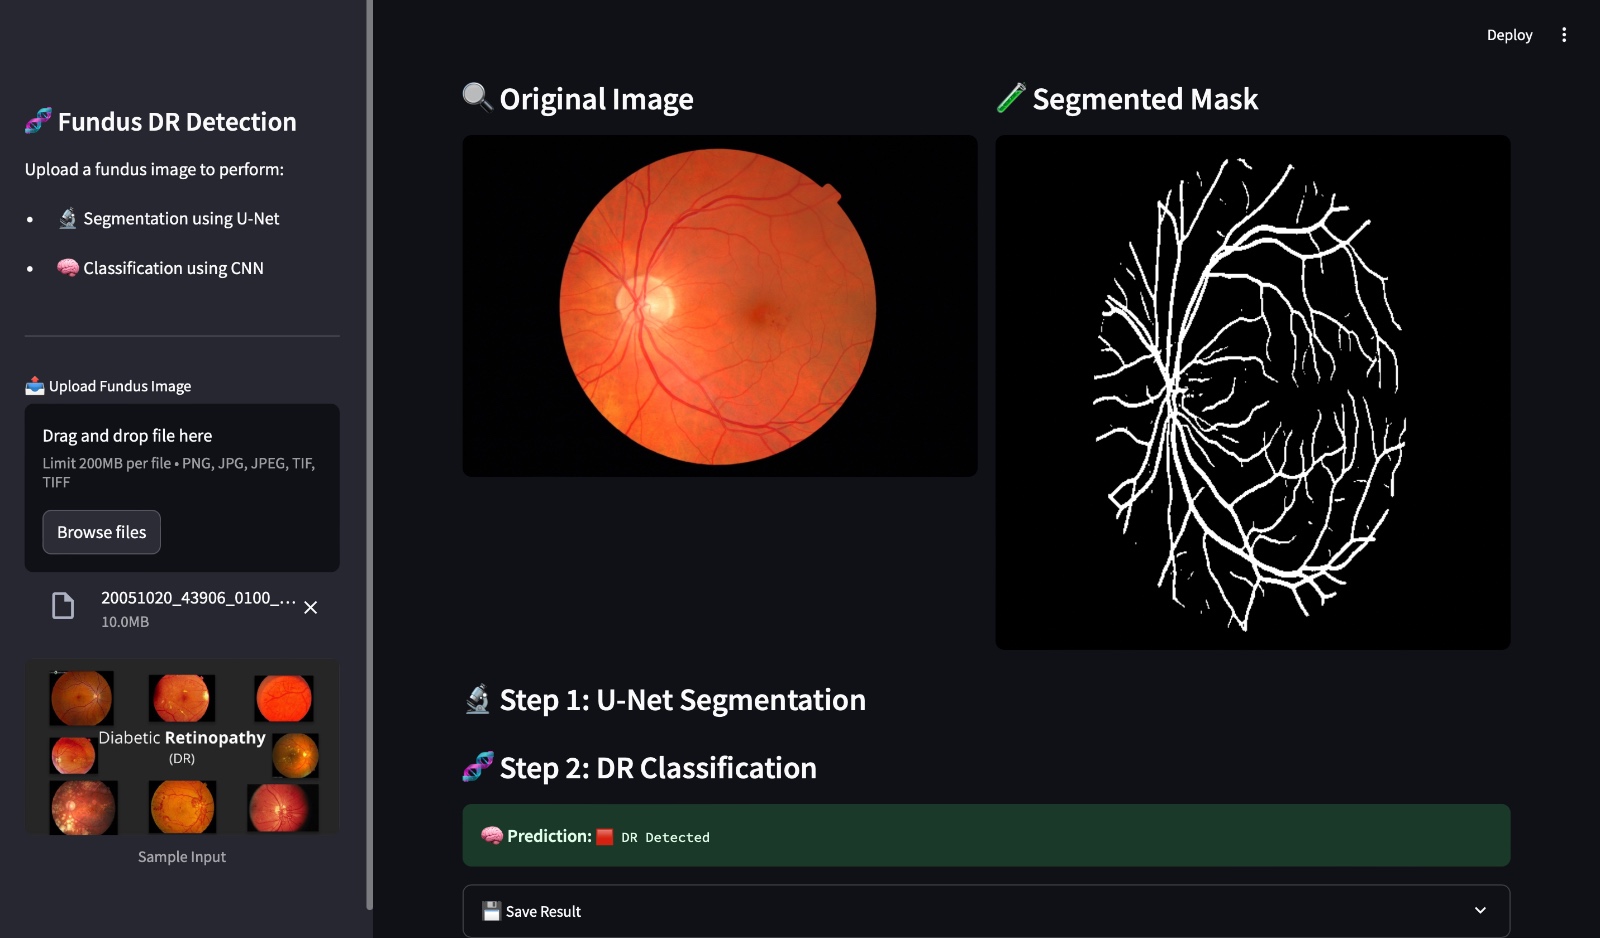 Deploy
Fundus DR Detection
Upload a fundus image to perform:
• Segmentation using U-Net
• Classification using CNN
Upload Fundus Image
Drag and drop file here
Limit 200MB per file • PNG, JPG, JPEG, TIF,
TIFF
Browse files
20051020_43906_0100_...
10.0MB
Diabetic Retinopathy
(DR)
Sample Input
Original Image
Segmented Mask
Step 1: U-Net Segmentation
Step 2: DR Classification
Prediction: DR Detected
Save Result